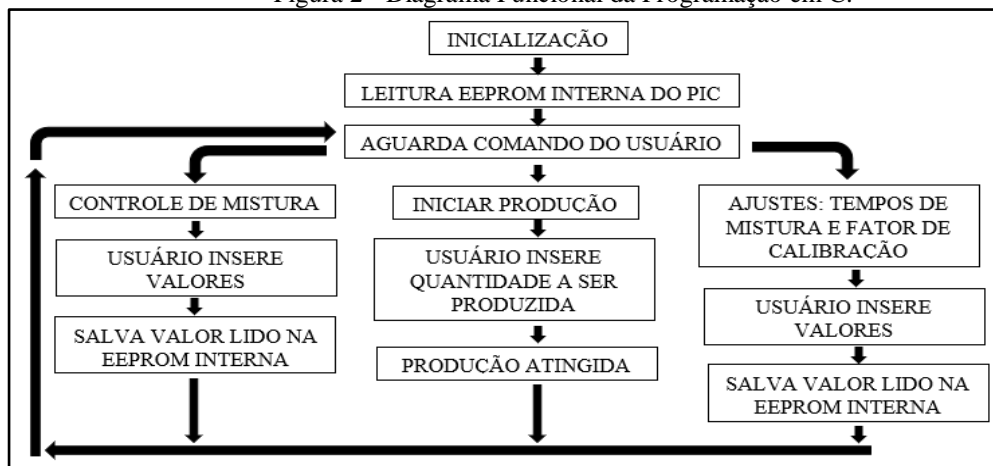 Figura 2 - Diagrama Funcional da Programação em C.
INICIALIZAÇÃO
LEITURA EEPROM INTERNA DO PIC
AGUARDA COMANDO DO USUÁRIO
CONTROLE DE MISTURA
USUÁRIO INSERE
VALORES
SALVA VALOR LIDO NA
EEPROM INTERNA
INICIAR PRODUÇÃO
USUÁRIO INSERE
QUANTIDADE A SER
PRODUZIDA
PRODUÇÃO ATINGIDA
AJUSTES: TEMPOS DE
MISTURA E FATOR DE
CALIBRAÇÃO
USUÁRIO INSERE
VALORES
SALVA VALOR LIDO NA
EEPROM INTERNA